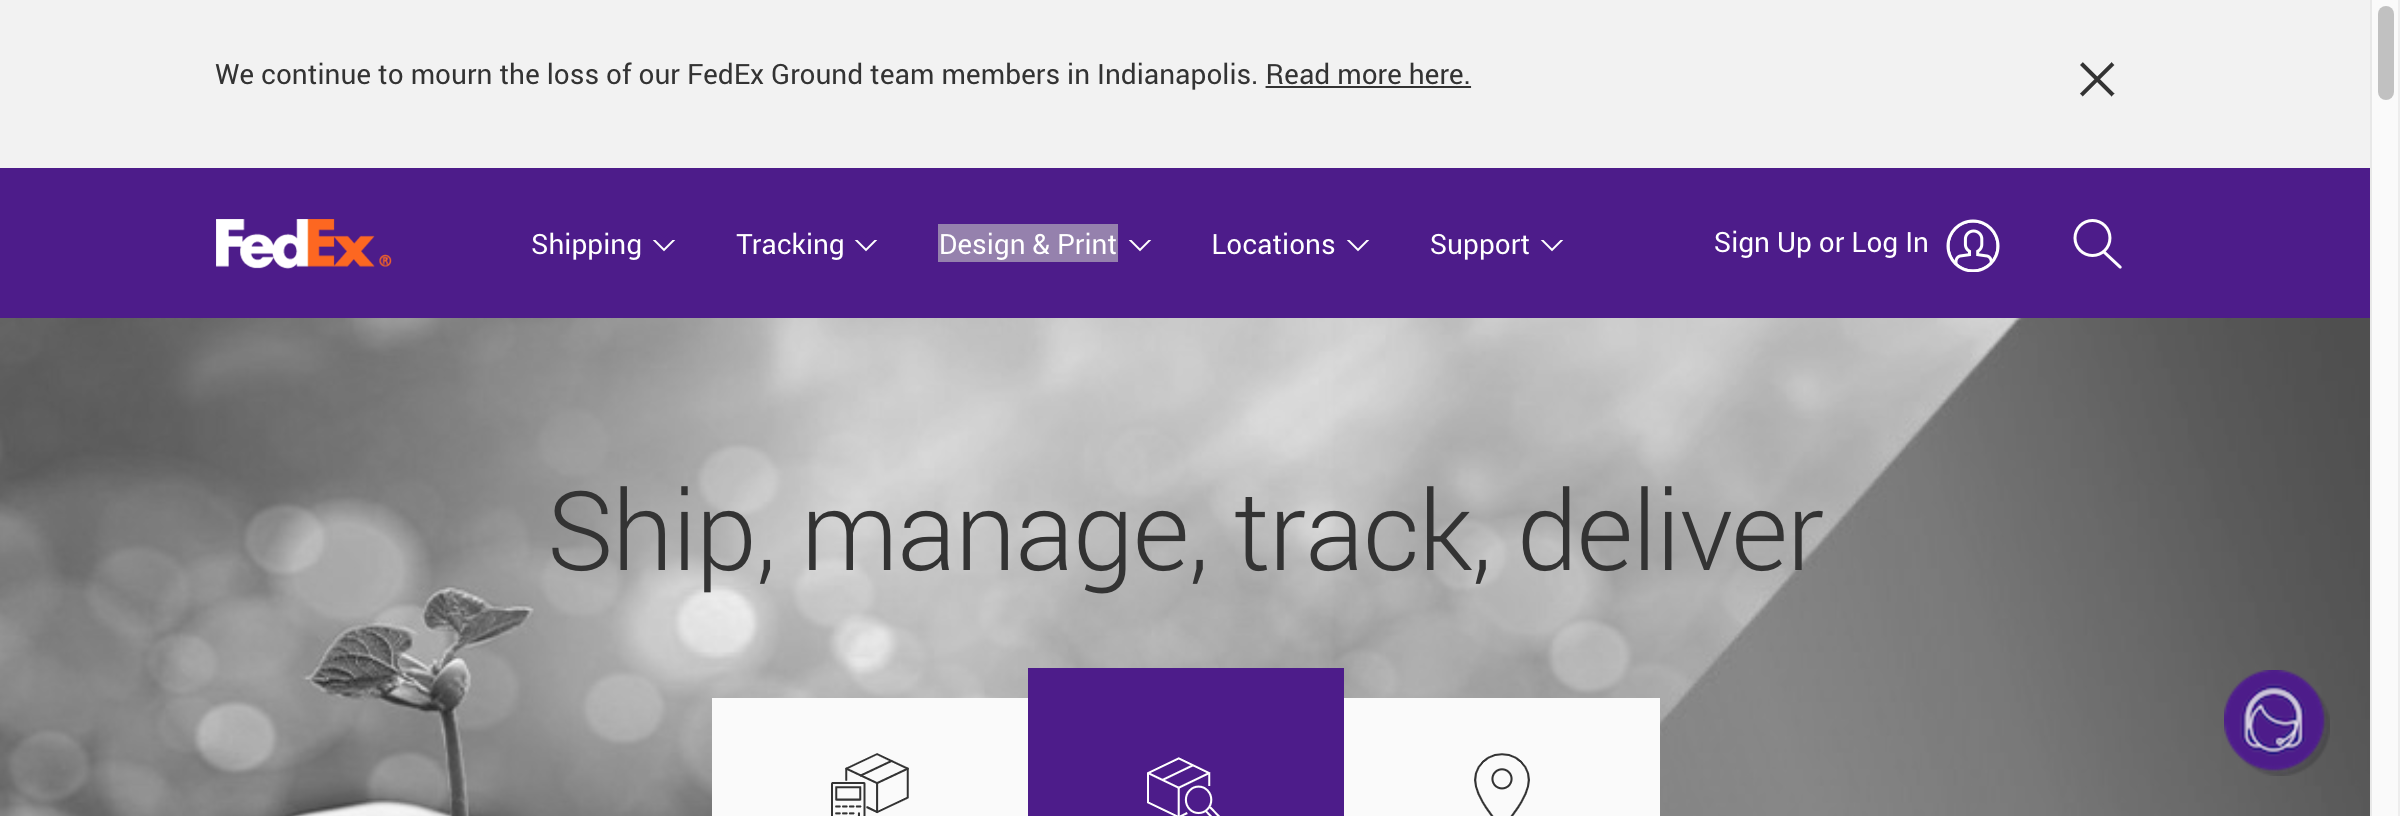 We continue to mourn the loss of our FedEx Ground team members in Indianapolis. Read more here.
FedEx®
Shipping
Tracking
Design & Print
Locations
Support
Sign Up or Log In
Ship, manage, track, deliver